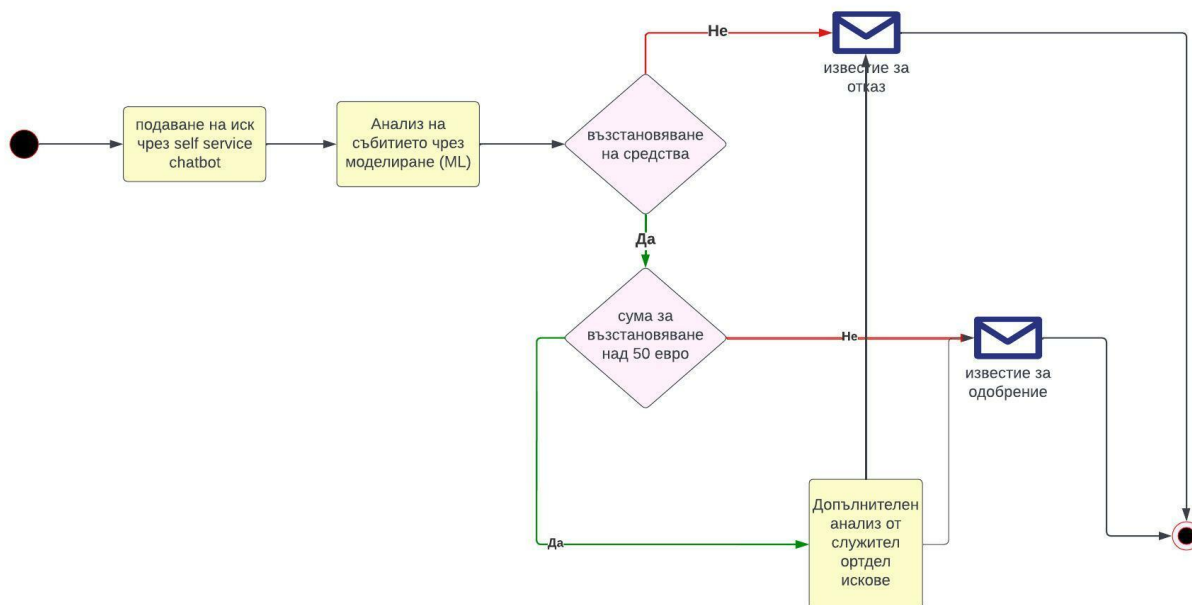 Не
известие за
отказ
подаване на иск
чрез self service
chatbot
Анализ на
събитието чрез
моделиране (ML)
възстановяване
на средства
Да
сума за
възстановяване
над 50 евро
Не
известие за
одобрение
Да
Допълнителен
анализ от
служител
ортдел
искове